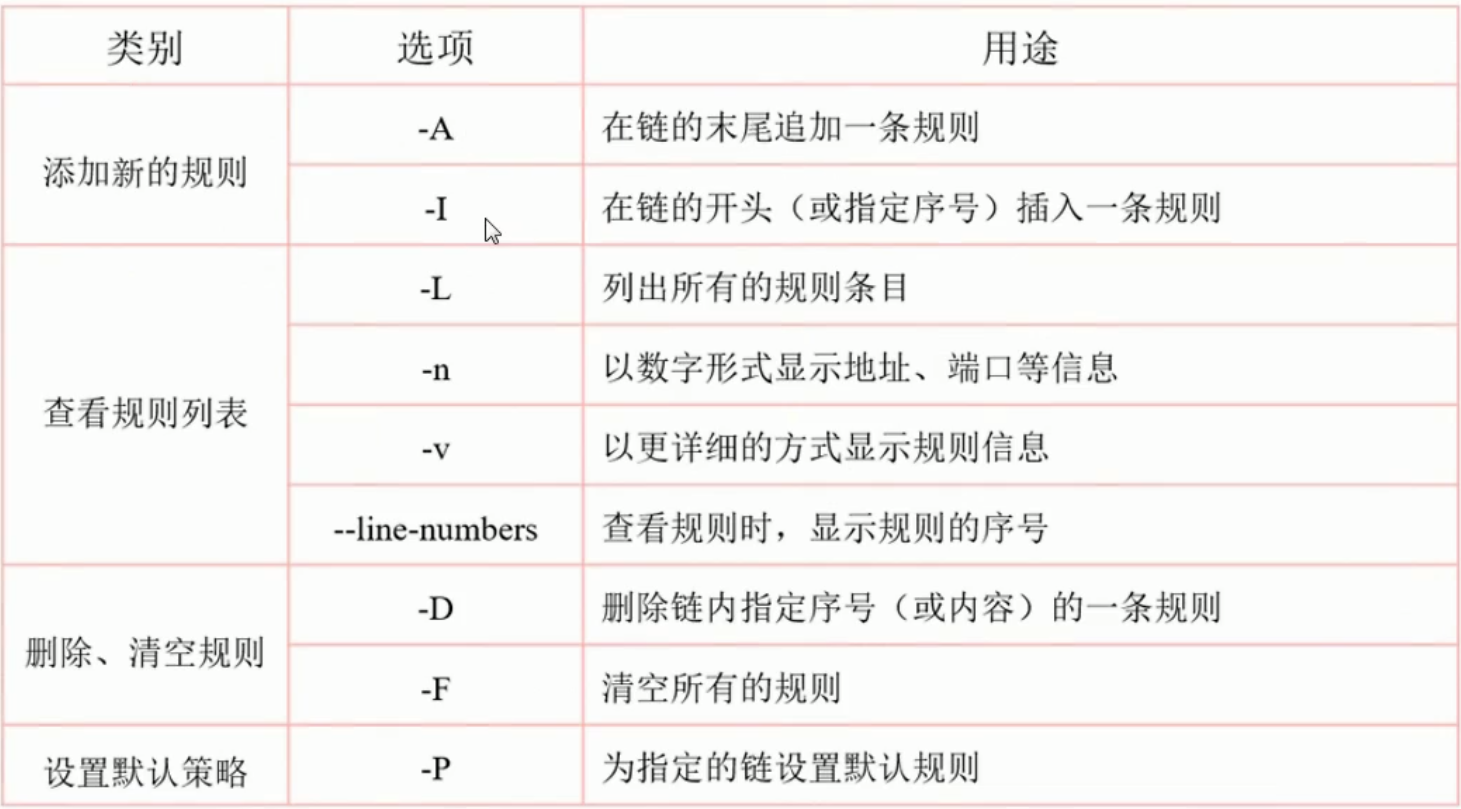 类别 选项 用途
添加新的规则
-A 在链的末尾追加一条规则
-I 在链的开头（或指定序号）插入一条规则
查看规则列表
-L 列出所有的规则条目
-n 以数字形式显示地址、端口等信息
-v 以更详细的方式显示规则信息
--line-numbers 查看规则时，显示规则的序号
删除、清空规则
-D 删除链内指定序号（或内容）的一条规则
-F 清空所有的规则
设置默认策略 -P 为指定的链设置默认规则